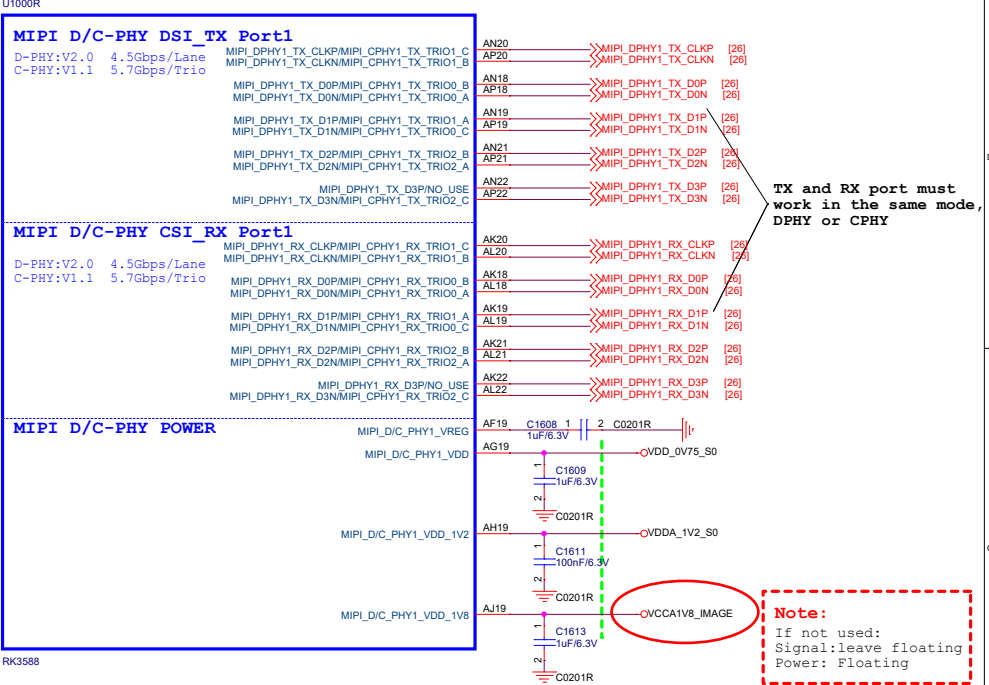 U1000R
MIPI D/C-PHY DSI_TX Port1
D-PHY:V2.0 4.5Gbps/Lane
C-PHY:V1.1 5.7Gbps/Trio
MIPI_DPHY1_TX_CLKP/MIPI_CPHY1_TX_TRIO1_C AN20 MIPI_DPHY1_TX_CLKP [26]
MIPI_DPHY1_TX_CLKN/MIPI_CPHY1_TX_TRIO1_B AP20 MIPI_DPHY1_TX_CLKN [26]
MIPI_DPHY1_TX_D0P/MIPI_CPHY1_TX_TRIO0_B AN18 MIPI_DPHY1_TX_D0P [26]
MIPI_DPHY1_TX_D0N/MIPI_CPHY1_TX_TRIO0_A AP18 MIPI_DPHY1_TX_D0N [26]
MIPI_DPHY1_TX_D1P/MIPI_CPHY1_TX_TRIO1_A AN19 MIPI_DPHY1_TX_D1P [26]
MIPI_DPHY1_TX_D1N/MIPI_CPHY1_TX_TRIO0_C AP19 MIPI_DPHY1_TX_D1N [26]
MIPI_DPHY1_TX_D2P/MIPI_CPHY1_TX_TRIO2_B AN21 MIPI_DPHY1_TX_D2P [26]
MIPI_DPHY1_TX_D2N/MIPI_CPHY1_TX_TRIO2_A AP21 MIPI_DPHY1_TX_D2N [26]
MIPI_DPHY1_TX_D3P/NO_USE AN22 MIPI_DPHY1_TX_D3P [26]
MIPI_DPHY1_TX_D3N/MIPI_CPHY1_TX_TRIO2_C AP22 MIPI_DPHY1_TX_D3N [26]
TX and RX port must
work in the same mode,
DPHY or CPHY
MIPI D/C-PHY CSI_RX Port1
D-PHY:V2.0 4.5Gbps/Lane
C-PHY:V1.1 5.7Gbps/Trio
MIPI_DPHY1_RX_CLKP/MIPI_CPHY1_RX_TRIO1_C AK20 MIPI_DPHY1_RX_CLKP [26]
MIPI_DPHY1_RX_CLKN/MIPI_CPHY1_RX_TRIO1_B AL20 MIPI_DPHY1_RX_CLKN [26]
MIPI_DPHY1_RX_D0P/MIPI_CPHY1_RX_TRIO0_B AK18 MIPI_DPHY1_RX_D0P [26]
MIPI_DPHY1_RX_D0N/MIPI_CPHY1_RX_TRIO0_A AL18 MIPI_DPHY1_RX_D0N [26]
MIPI_DPHY1_RX_D1P/MIPI_CPHY1_RX_TRIO1_A AK19 MIPI_DPHY1_RX_D1P [26]
MIPI_DPHY1_RX_D1N/MIPI_CPHY1_RX_TRIO0_C AL19 MIPI_DPHY1_RX_D1N [26]
MIPI_DPHY1_RX_D2P/MIPI_CPHY1_RX_TRIO2_B AK21 MIPI_DPHY1_RX_D2P [26]
MIPI_DPHY1_RX_D2N/MIPI_CPHY1_RX_TRIO2_A AL21 MIPI_DPHY1_RX_D2N [26]
MIPI_DPHY1_RX_D3P/NO_USE AK22 MIPI_DPHY1_RX_D3P [26]
MIPI_DPHY1_RX_D3N/MIPI_CPHY1_RX_TRIO2_C AL22 MIPI_DPHY1_RX_D3N [26]
MIPI D/C-PHY POWER
MIPI_D/C_PHY1_VREG AF19 C1608 1 2 C0201R
1uF/6.3V
MIPI_D/C_PHY1_VDD AG19 VDD_0V75_S0
1
C1609
1uF/6.3V
2
C0201R
MIPI_D/C_PHY1_VDD_1V2 AH19 VDDA_1V2_S0
1
C1611
100nF/6.3V
2
C0201R
MIPI_D/C_PHY1_VDD_1V8 AJ19 VCCA1V8_IMAGE
1
C1613
1uF/6.3V
2
C0201R
Note:
If not used:
Signal:leave floating
Power: Floating
RK3588